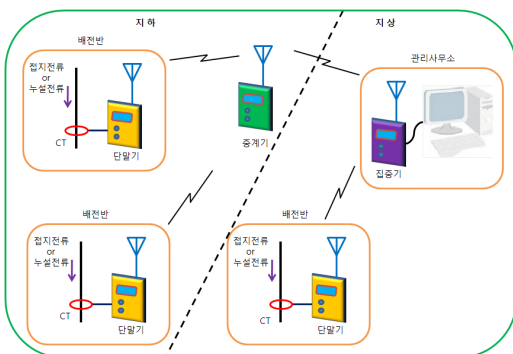 지 하
지 상
배전반
접지전류
or
누설전류
CT
단말기
중계기
관리사무소
집중기
배전반
접지전류
or
누설전류
CT
단말기
배전반
접지전류
or
누설전류
CT
단말기